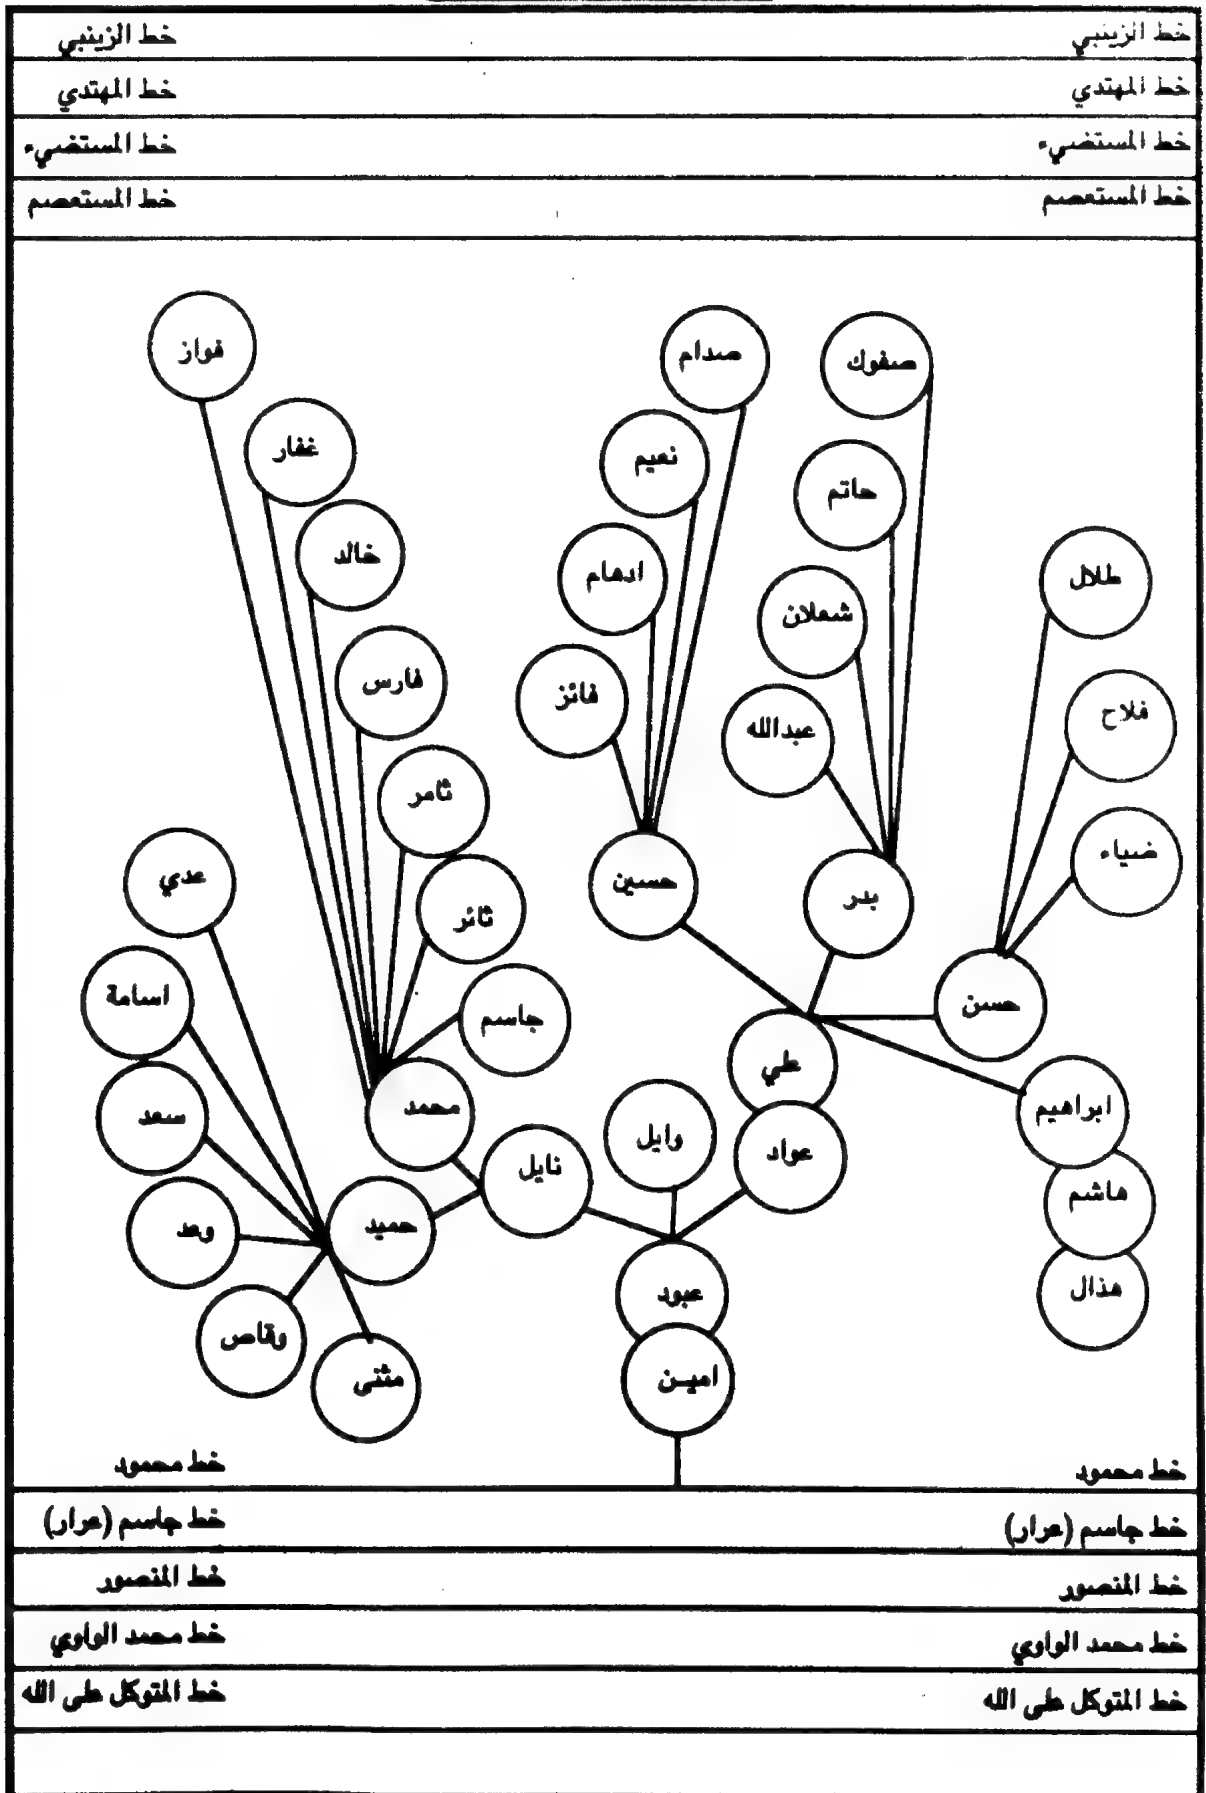 خط الزينبي
خط الزينبي
خط المهتدي
خط المهتدي
خط المستضيء
خط المستضيء
خط المستعصم
خط المستعصم
صفوك
صدام
فواز
حاتم
نعيم
غفار
طلال
شعلان
ادهام
خالد
فلاح
عبدالله
فائز
فارس
ضياء
ثامر
بدر
حسين
ثائر
عدي
حسن
جاسم
اسامة
علي
ابراهيم
محمد
سعد
عواد
وايل
نايل
هاشم
حميد
وعد
هذال
عبود
وقاص
امين
مثنى
خط محمود
خط محمود
خط جاسم (عرار)
خط جاسم (عرار)
خط المنصور
خط المنصور
خط محمد الواوي
خط محمد الواوي
خط المتوكل على الله
خط المتوكل على الله